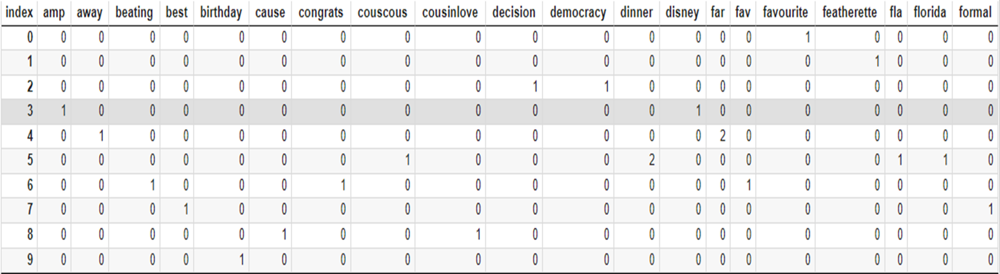 index amp away beating best birthday cause congrats couscous cousinlove decision democracy dinner disney far fav favourite featherette fla florida formal
0 0 0 0 0 0 0 0 0 0 0 0 0 0 0 0 1 0 0 0 0
1 0 0 0 0 0 0 0 0 0 0 0 0 0 0 0 0 1 0 0 0
2 0 0 0 0 0 0 0 0 0 1 1 0 0 0 0 0 0 0 0 0
3 1 0 0 0 0 0 0 0 0 0 0 0 1 0 0 0 0 0 0 0
4 0 1 0 0 0 0 0 0 0 0 0 0 0 2 0 0 0 0 0 0
5 0 0 0 0 0 0 0 1 0 0 0 2 0 0 0 0 0 1 1 0
6 0 0 1 0 0 0 1 0 0 0 0 0 0 0 1 0 0 0 0 0
7 0 0 0 1 0 0 0 0 0 0 0 0 0 0 0 0 0 0 0 1
8 0 0 0 0 0 1 0 0 1 0 0 0 0 0 0 0 0 0 0 0
9 0 0 0 0 1 0 0 0 0 0 0 0 0 0 0 0 0 0 0 0